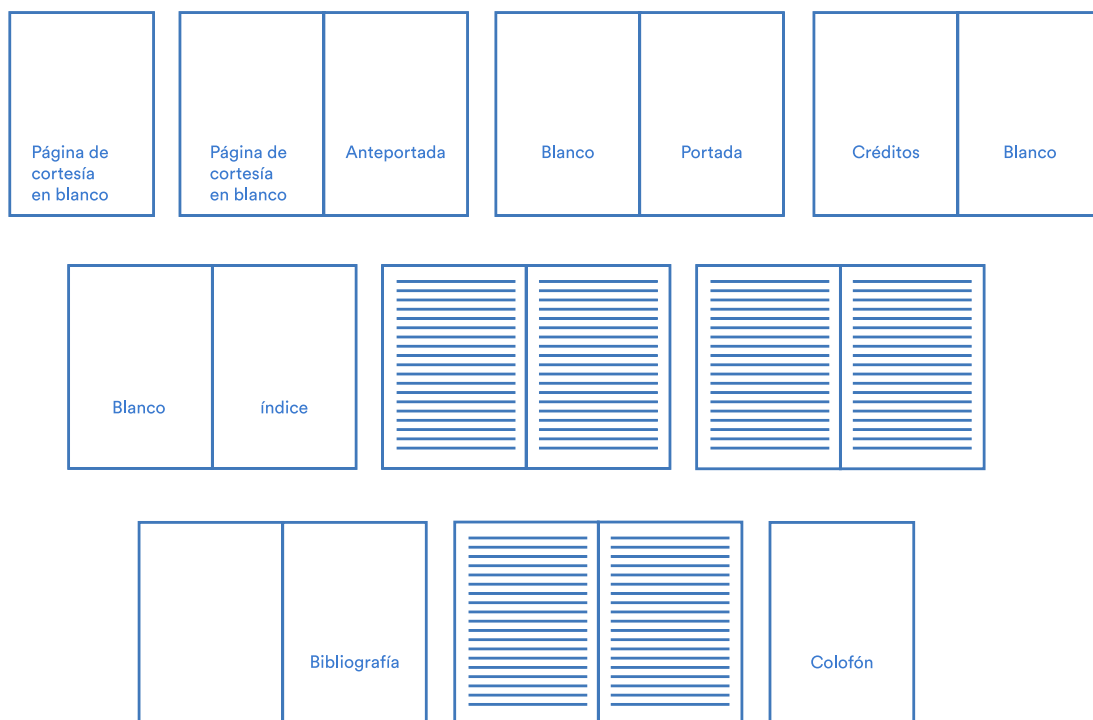 Página de
cortesía
en blanco
Página de
cortesía
en blanco
Anteportada
Blanco
Portada
Créditos
Blanco
Blanco
índice
Bibliografía
Colofón